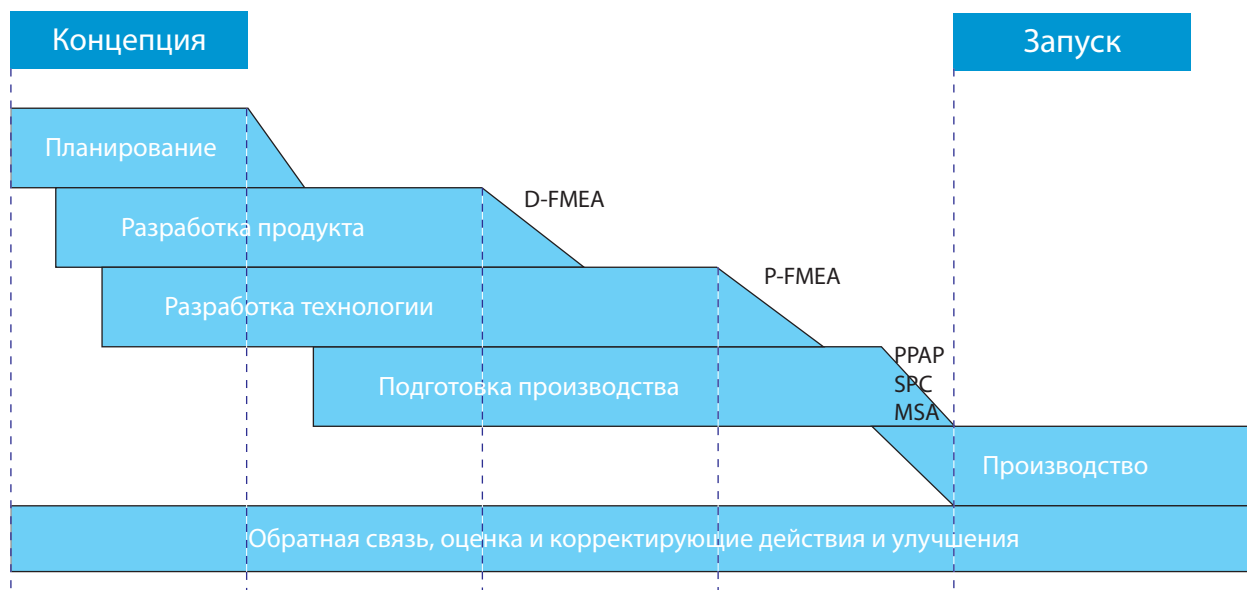 Концепция
Запуск
Планирование
Разработка продукта
D-FMEA
Разработка технологии
P-FMEA
Подготовка производства
PPAP
SPC
MSA
Производство
Обратная связь, оценка и корректирующие действия и улучшения